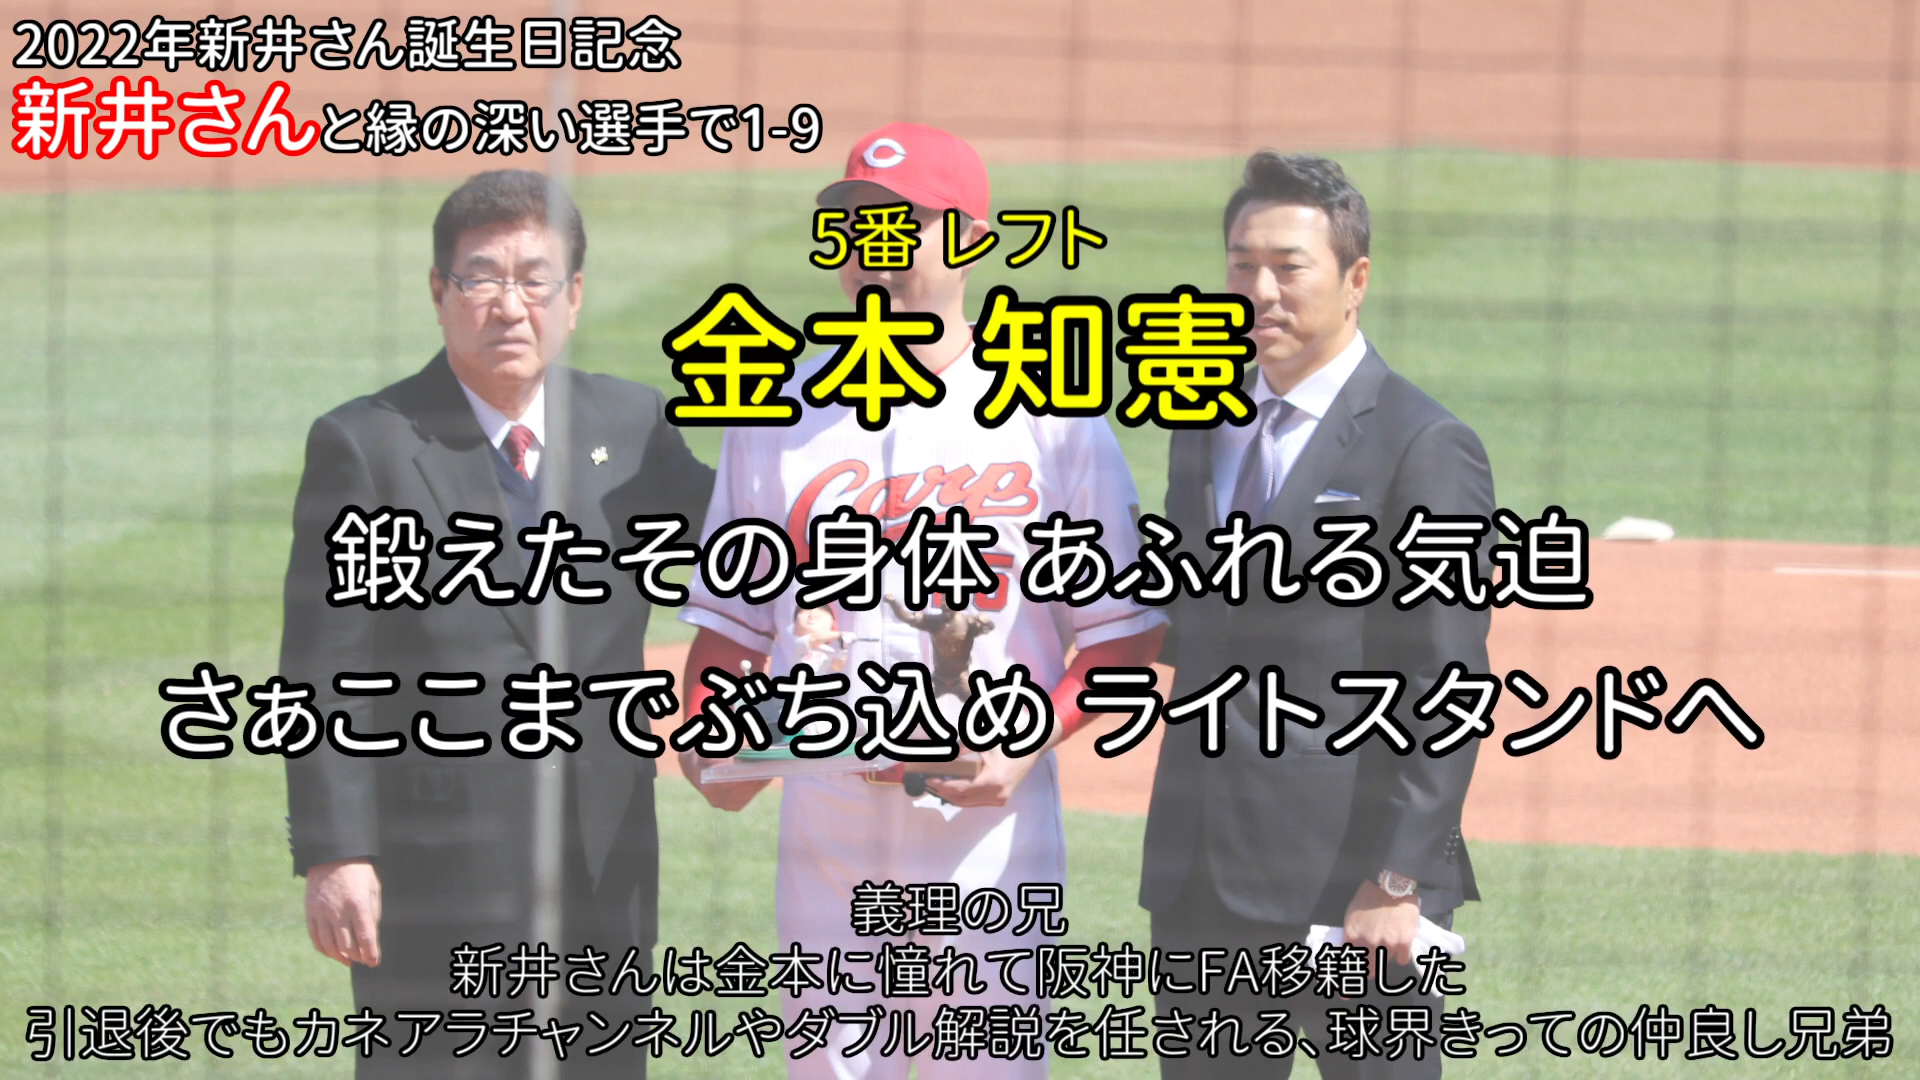 2022年新井さん誕生日記念
新井さんと縁の深い選手で1-9
5番 レフト
金本 知憲
鍛えたその身体 あふれる気迫
さぁここまでぶち込め ライトスタンドへ
義理の兄
新井さんは金本に憧れて阪神にFA移籍した
引退後でもカネアラチャンネルやダブル解説を任される、球界きっての仲良し兄弟
C
Carp